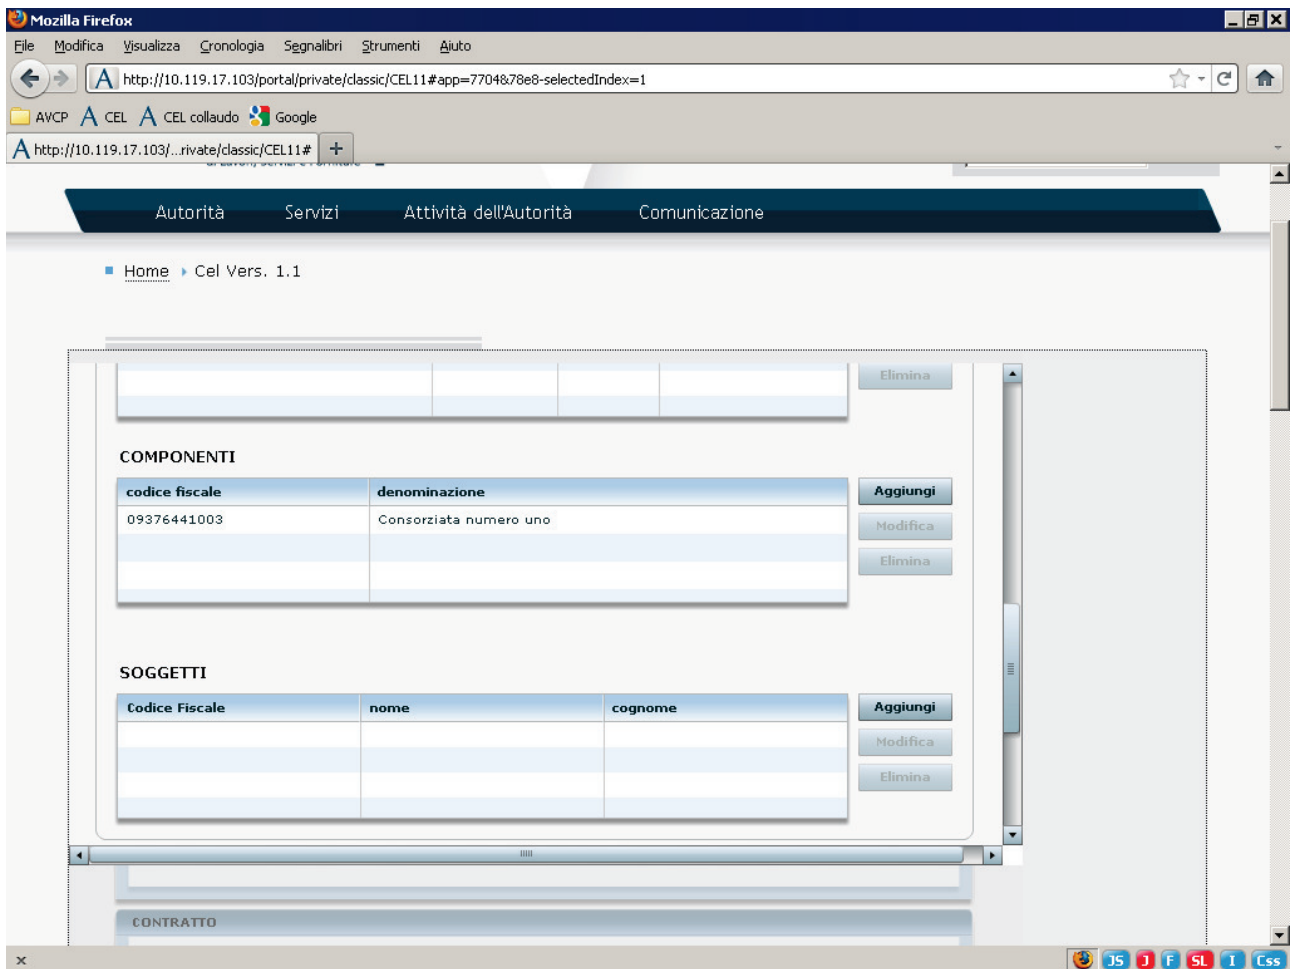 Mozilla Firefox
File Modifica Visualizza Cronologia Segnalibri Strumenti Aiuto
http://10.119.17.103/portal/private/classic/CEL11#app=7704&78e8-selectedIndex=1
AVCP CEL CEL collaudo Google
http://10.119.17.103/...rivate/classic/CEL11# +
Autorità Servizi Attività dell'Autorità Comunicazione
Home Cel Vers. 1.1
Elimina
COMPONENTI
codice fiscale denominazione Aggiungi
09376441003 Consorziata numero uno Modifica
Elimina
SOGGETTI
Codice Fiscale nome cognome Aggiungi
Modifica
Elimina
CONTRATTO
x JS J F SL I Css